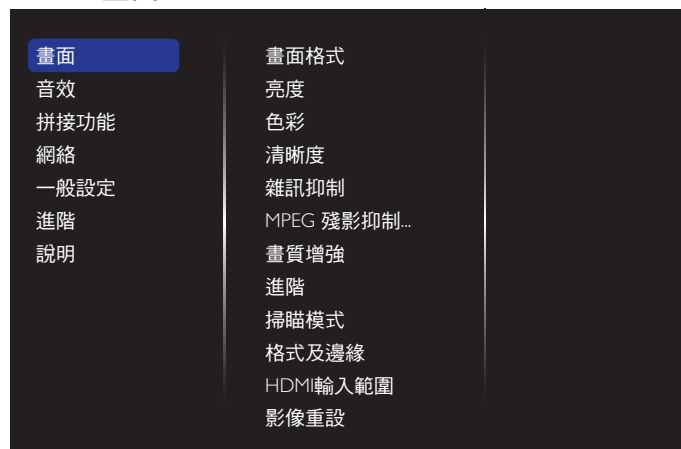 畫面
音效
拼接功能
網絡
一般設定
進階
說明
畫面格式
亮度
色彩
清晰度
雜訊抑制
MPEG 殘影抑制...
畫質增強
進階
掃瞄模式
格式及邊緣
HDMI輸入範圍
影像重設